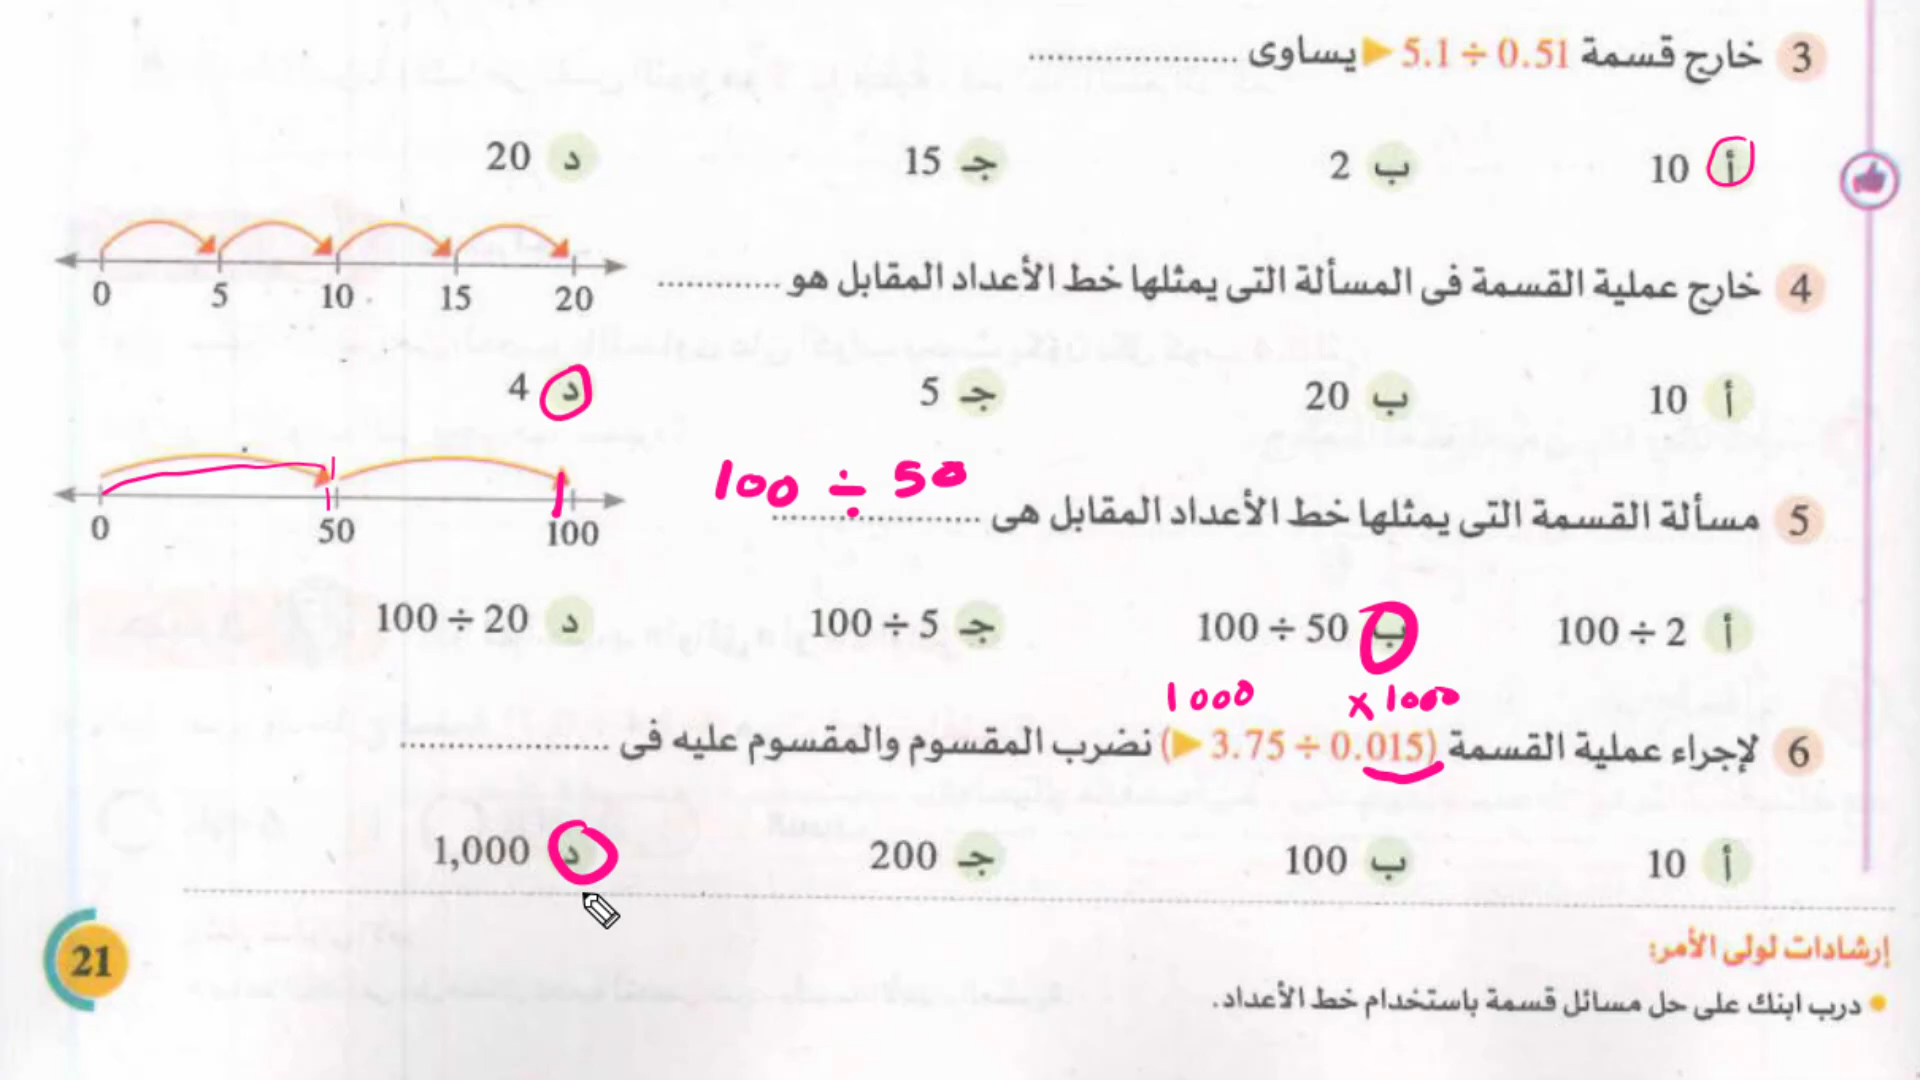 3 خارج قسمة 5.1 ÷ 0.51 يساوى ....................
أ 10 ب 2 جـ 15 د 20
0 5 10 15 20
4 خارج عملية القسمة فى المسألة التى يمثلها خط الأعداد المقابل هو ............
أ 10 ب 20 جـ 5 د 4
0 50 100
100 ÷ 50
5 مسألة القسمة التى يمثلها خط الأعداد المقابل هى ....................
أ 100 ÷ 2 ب 100 ÷ 50 جـ 100 ÷ 5 د 100 ÷ 20
1000 x 1000
6 لإجراء عملية القسمة (3.75 ÷ 0.015) نضرب المقسوم والمقسوم عليه فى ....................
أ 10 ب 100 جـ 200 د 1,000
إرشادات لولى الأمر:
• درب ابنك على حل مسائل قسمة باستخدام خط الأعداد.
21